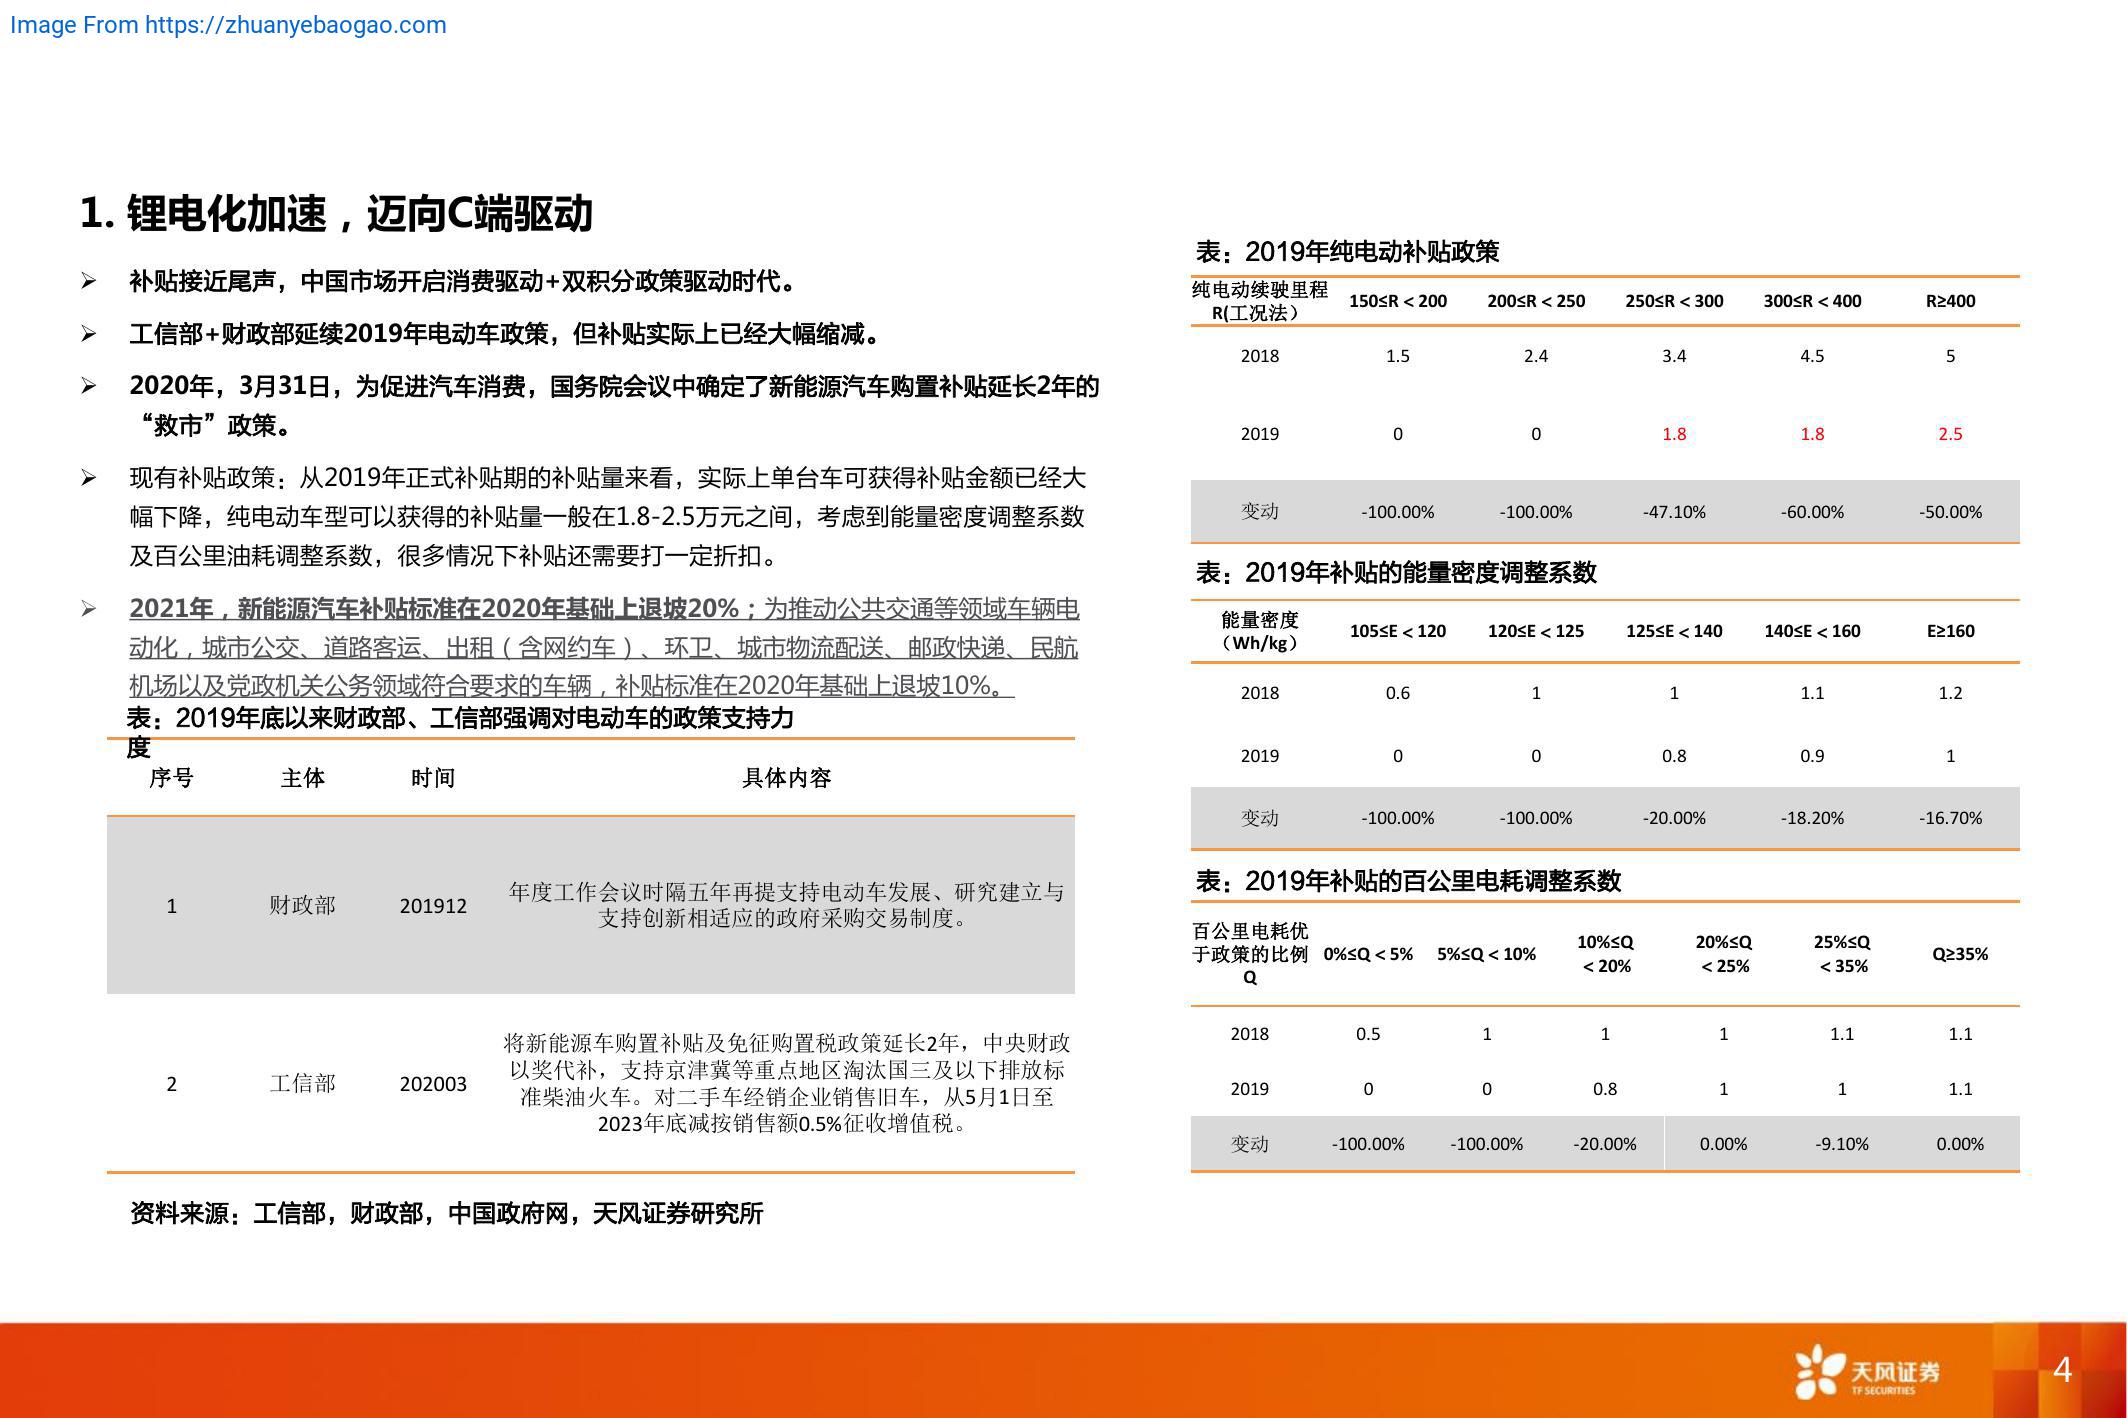 Image From https://zhuanyebaogao.com
1. 锂电化加速，迈向C端驱动
➢ 补贴接近尾声，中国市场开启消费驱动+双积分政策驱动时代。
➢ 工信部+财政部延续2019年电动车政策，但补贴实际上已经大幅缩减。
➢ 2020年，3月31日，为促进汽车消费，国务院会议中确定了新能源汽车购置补贴延长2年的
“救市”政策。
➢ 现有补贴政策：从2019年正式补贴期的补贴量来看，实际上单台车可获得补贴金额已经大
幅下降，纯电动车型可以获得的补贴量一般在1.8-2.5万元之间，考虑到能量密度调整系数
及百公里油耗调整系数，很多情况下补贴还需要打一定折扣。
➢ 2021年，新能源汽车补贴标准在2020年基础上退坡20%；为推动公共交通等领域车辆电
动化，城市公交、道路客运、出租（含网约车）、环卫、城市物流配送、邮政快递、民航
机场以及党政机关公务领域符合要求的车辆，补贴标准在2020年基础上退坡10%。
表：2019年底以来财政部、工信部强调对电动车的政策支持力
度
序号 主体 时间 具体内容
1 财政部 201912 年度工作会议时隔五年再提支持电动车发展、研究建立与
支持创新相适应的政府采购交易制度。
2 工信部 202003 将新能源车购置补贴及免征购置税政策延长2年，中央财政
以奖代补，支持京津冀等重点地区淘汰国三及以下排放标
准柴油火车。对二手车经销企业销售旧车，从5月1日至
2023年底减按销售额0.5%征收增值税。
资料来源：工信部，财政部，中国政府网，天风证券研究所
表：2019年纯电动补贴政策
纯电动续驶里程
R(工况法） 150≤R＜200 200≤R＜250 250≤R＜300 300≤R＜400 R≥400
2018 1.5 2.4 3.4 4.5 5
2019 0 0 1.8 1.8 2.5
变动 -100.00% -100.00% -47.10% -60.00% -50.00%
表：2019年补贴的能量密度调整系数
能量密度
（Wh/kg） 105≤E＜120 120≤E＜125 125≤E＜140 140≤E＜160 E≥160
2018 0.6 1 1 1.1 1.2
2019 0 0 0.8 0.9 1
变动 -100.00% -100.00% -20.00% -18.20% -16.70%
表：2019年补贴的百公里电耗调整系数
百公里电耗优
于政策的比例
Q 0%≤Q＜5% 5%≤Q＜10% 10%≤Q
＜20% 20%≤Q
＜25% 25%≤Q
＜35% Q≥35%
2018 0.5 1 1 1 1.1 1.1
2019 0 0 0.8 1 1 1.1
变动 -100.00% -100.00% -20.00% 0.00% -9.10% 0.00%
天风证券
TF SECURITIES
4